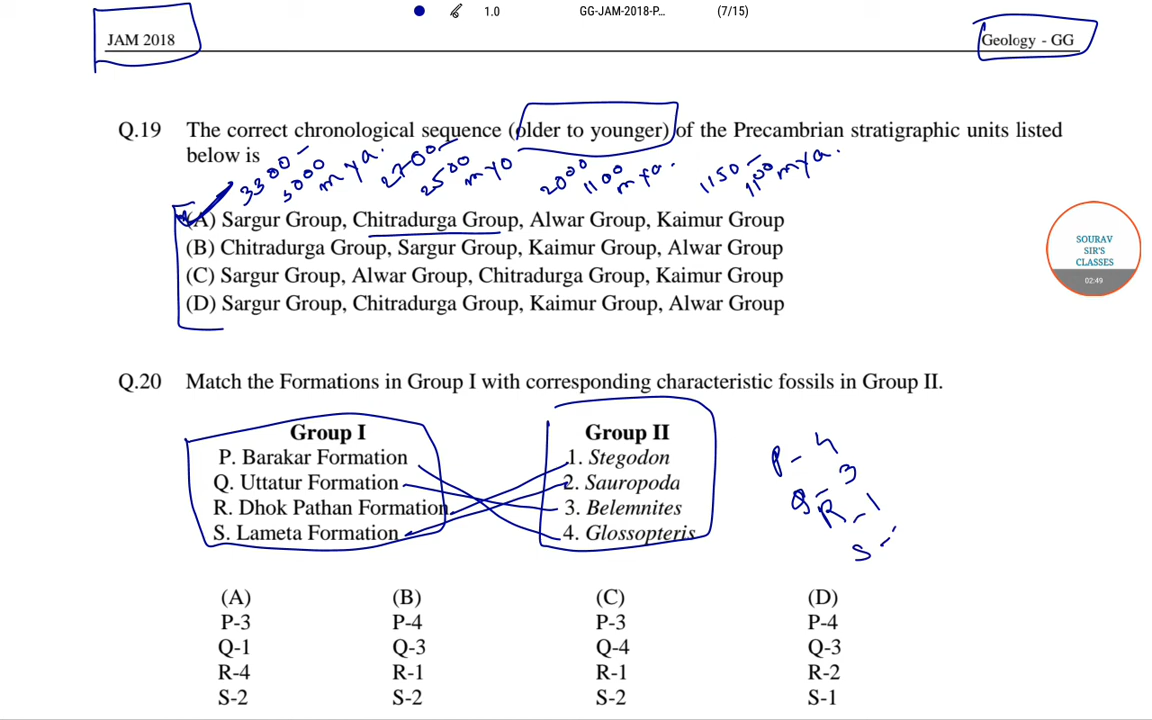 1.0 GG-JAM-2018-P... (7/15)
JAM 2018 Geology - GG
Q.19 The correct chronological sequence (older to younger) of the Precambrian stratigraphic units listed
below is
3300 - 3000 mya. 2700 - 2500 myo 2000 1100 mya. 1150 - 1100 mya.
(A) Sargur Group, Chitradurga Group, Alwar Group, Kaimur Group
(B) Chitradurga Group, Sargur Group, Kaimur Group, Alwar Group
(C) Sargur Group, Alwar Group, Chitradurga Group, Kaimur Group
(D) Sargur Group, Chitradurga Group, Kaimur Group, Alwar Group
SOURAV
SIR'S
CLASSES
02:49
Q.20 Match the Formations in Group I with corresponding characteristic fossils in Group II.
Group I Group II
P. Barakar Formation 1. Stegodon
Q. Uttatur Formation 2. Sauropoda
R. Dhok Pathan Formation 3. Belemnites
S. Lameta Formation 4. Glossopteris
P - 4
Q - 3
R - 1
S -
(A) (B) (C) (D)
P-3 P-4 P-3 P-4
Q-1 Q-3 Q-4 Q-3
R-4 R-1 R-1 R-2
S-2 S-2 S-2 S-1